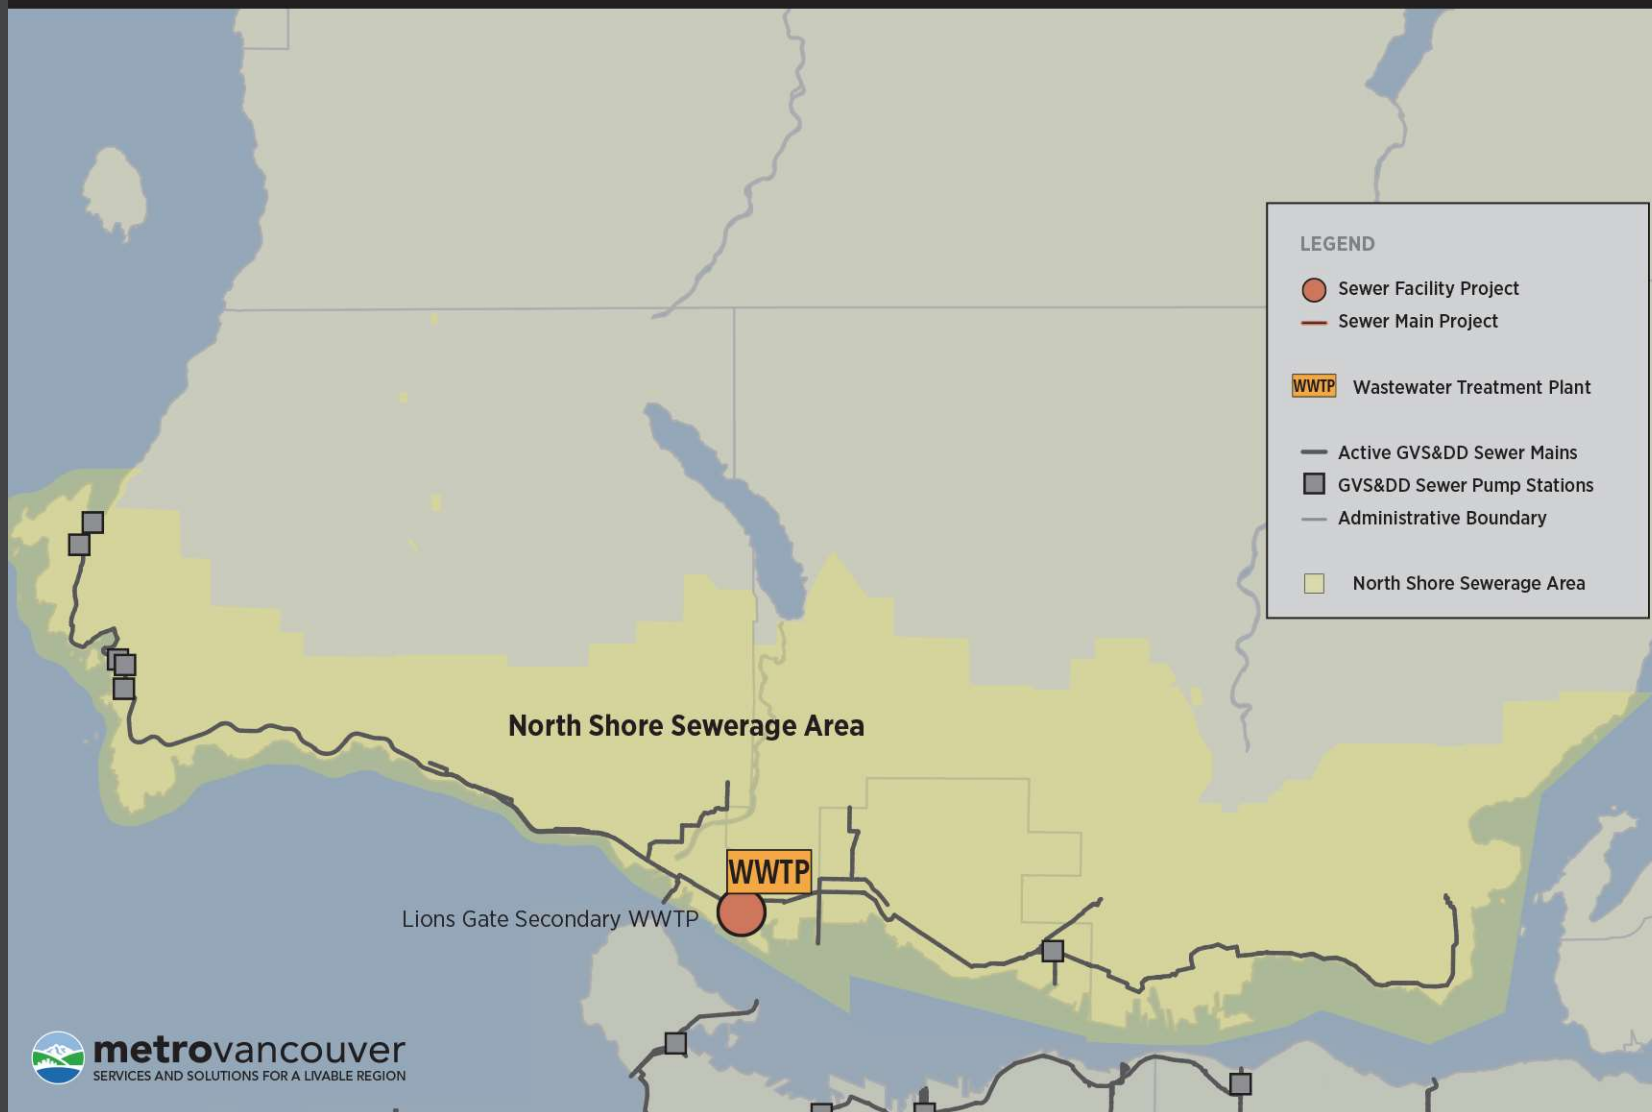 LEGEND
Sewer Facility Project
Sewer Main Project
WWTP Wastewater Treatment Plant
Active GVS&DD Sewer Mains
GVS&DD Sewer Pump Stations
Administrative Boundary
North Shore Sewerage Area
North Shore Sewerage Area
WWTP
Lions Gate Secondary WWTP
metrovancouver
SERVICES AND SOLUTIONS FOR A LIVABLE REGION